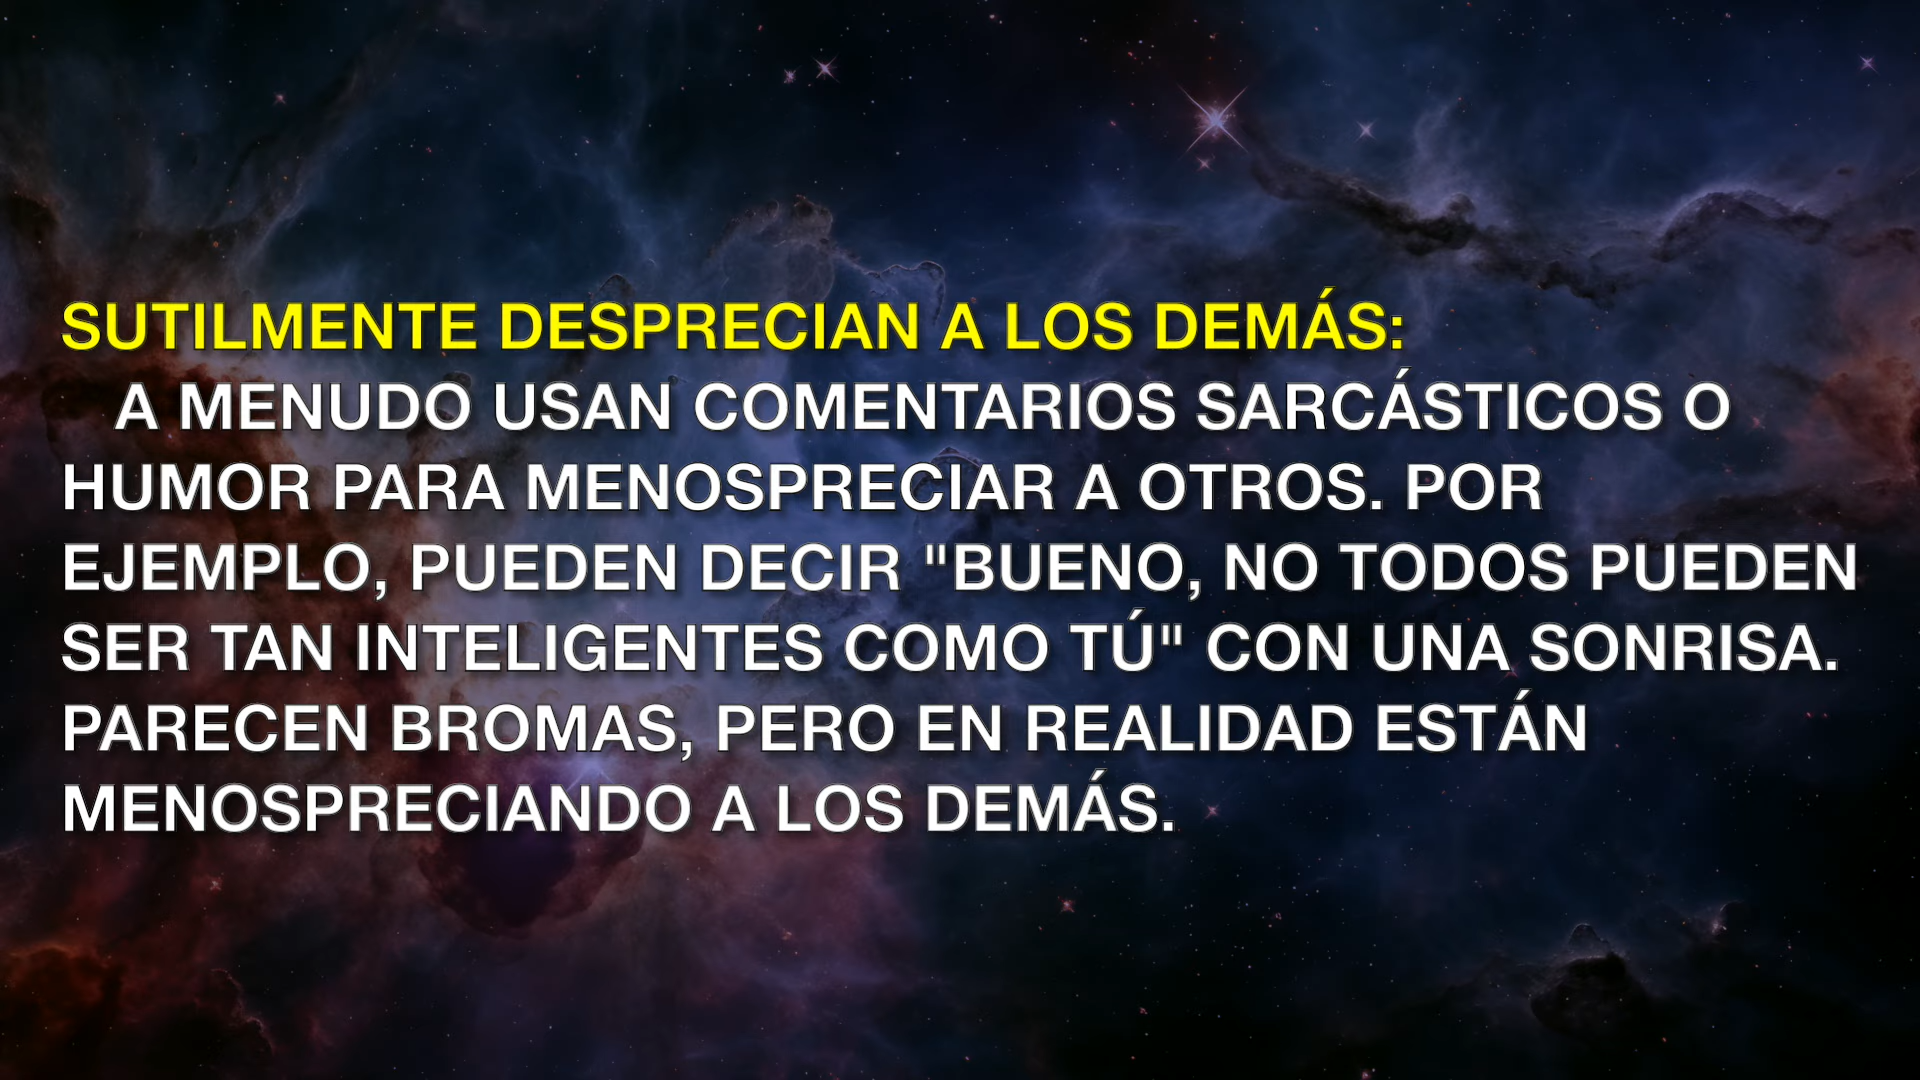 SUTILMENTE DESPRECIAN A LOS DEMÁS:
A MENUDO USAN COMENTARIOS SARCÁSTICOS O
HUMOR PARA MENOSPRECIAR A OTROS. POR
EJEMPLO, PUEDEN DECIR "BUENO, NO TODOS PUEDEN
SER TAN INTELIGENTES COMO TÚ" CON UNA SONRISA.
PARECEN BROMAS, PERO EN REALIDAD ESTÁN
MENOSPRECIANDO A LOS DEMÁS.